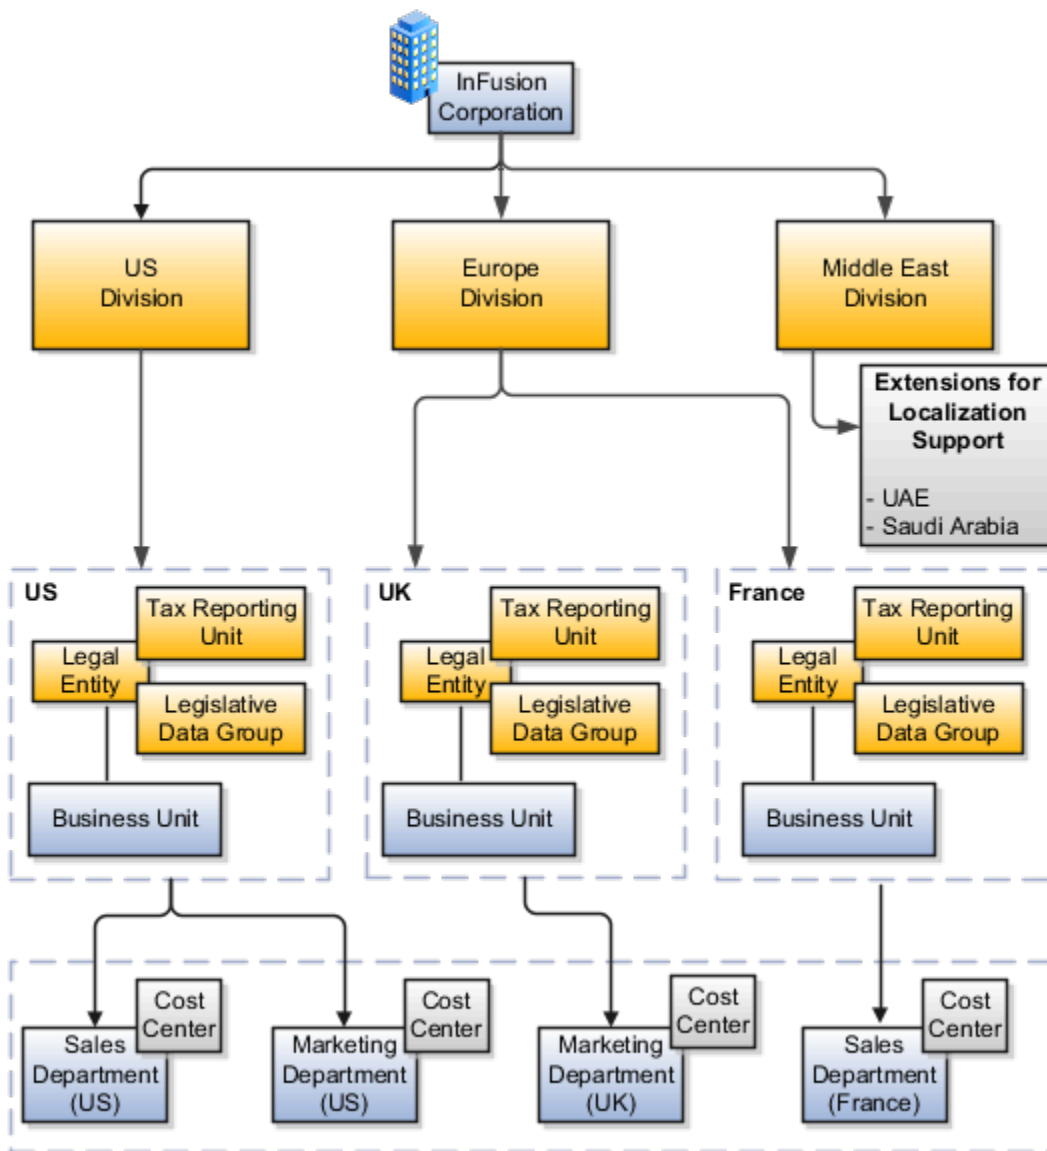 InFusion
Corporation
US
Division
Europe
Division
Middle East
Division
Extensions for
Localization
Support
- UAE
- Saudi Arabia
US
Tax Reporting
Unit
Legal
Entity
Legislative
Data Group
Business Unit
UK
Tax Reporting
Unit
Legal
Entity
Legislative
Data Group
Business Unit
France
Tax Reporting
Unit
Legal
Entity
Legislative
Data Group
Business Unit
Cost
Center
Sales
Department
(US)
Cost
Center
Marketing
Department
(US)
Cost
Center
Marketing
Department
(UK)
Cost
Center
Sales
Department
(France)